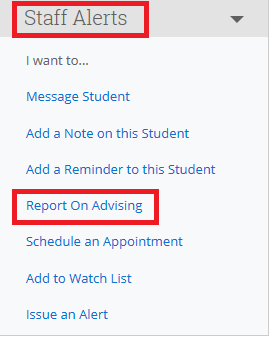 Staff Alerts
I want to...
Message Student
Add a Note on this Student
Add a Reminder to this Student
Report On Advising
Schedule an Appointment
Add to Watch List
Issue an Alert